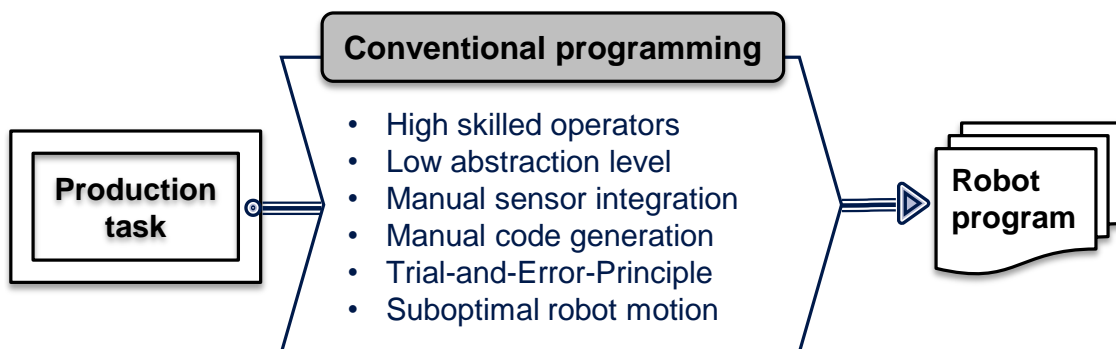 Conventional programming
Production
task
• High skilled operators
• Low abstraction level
• Manual sensor integration
• Manual code generation
• Trial-and-Error-Principle
• Suboptimal robot motion
Robot
program